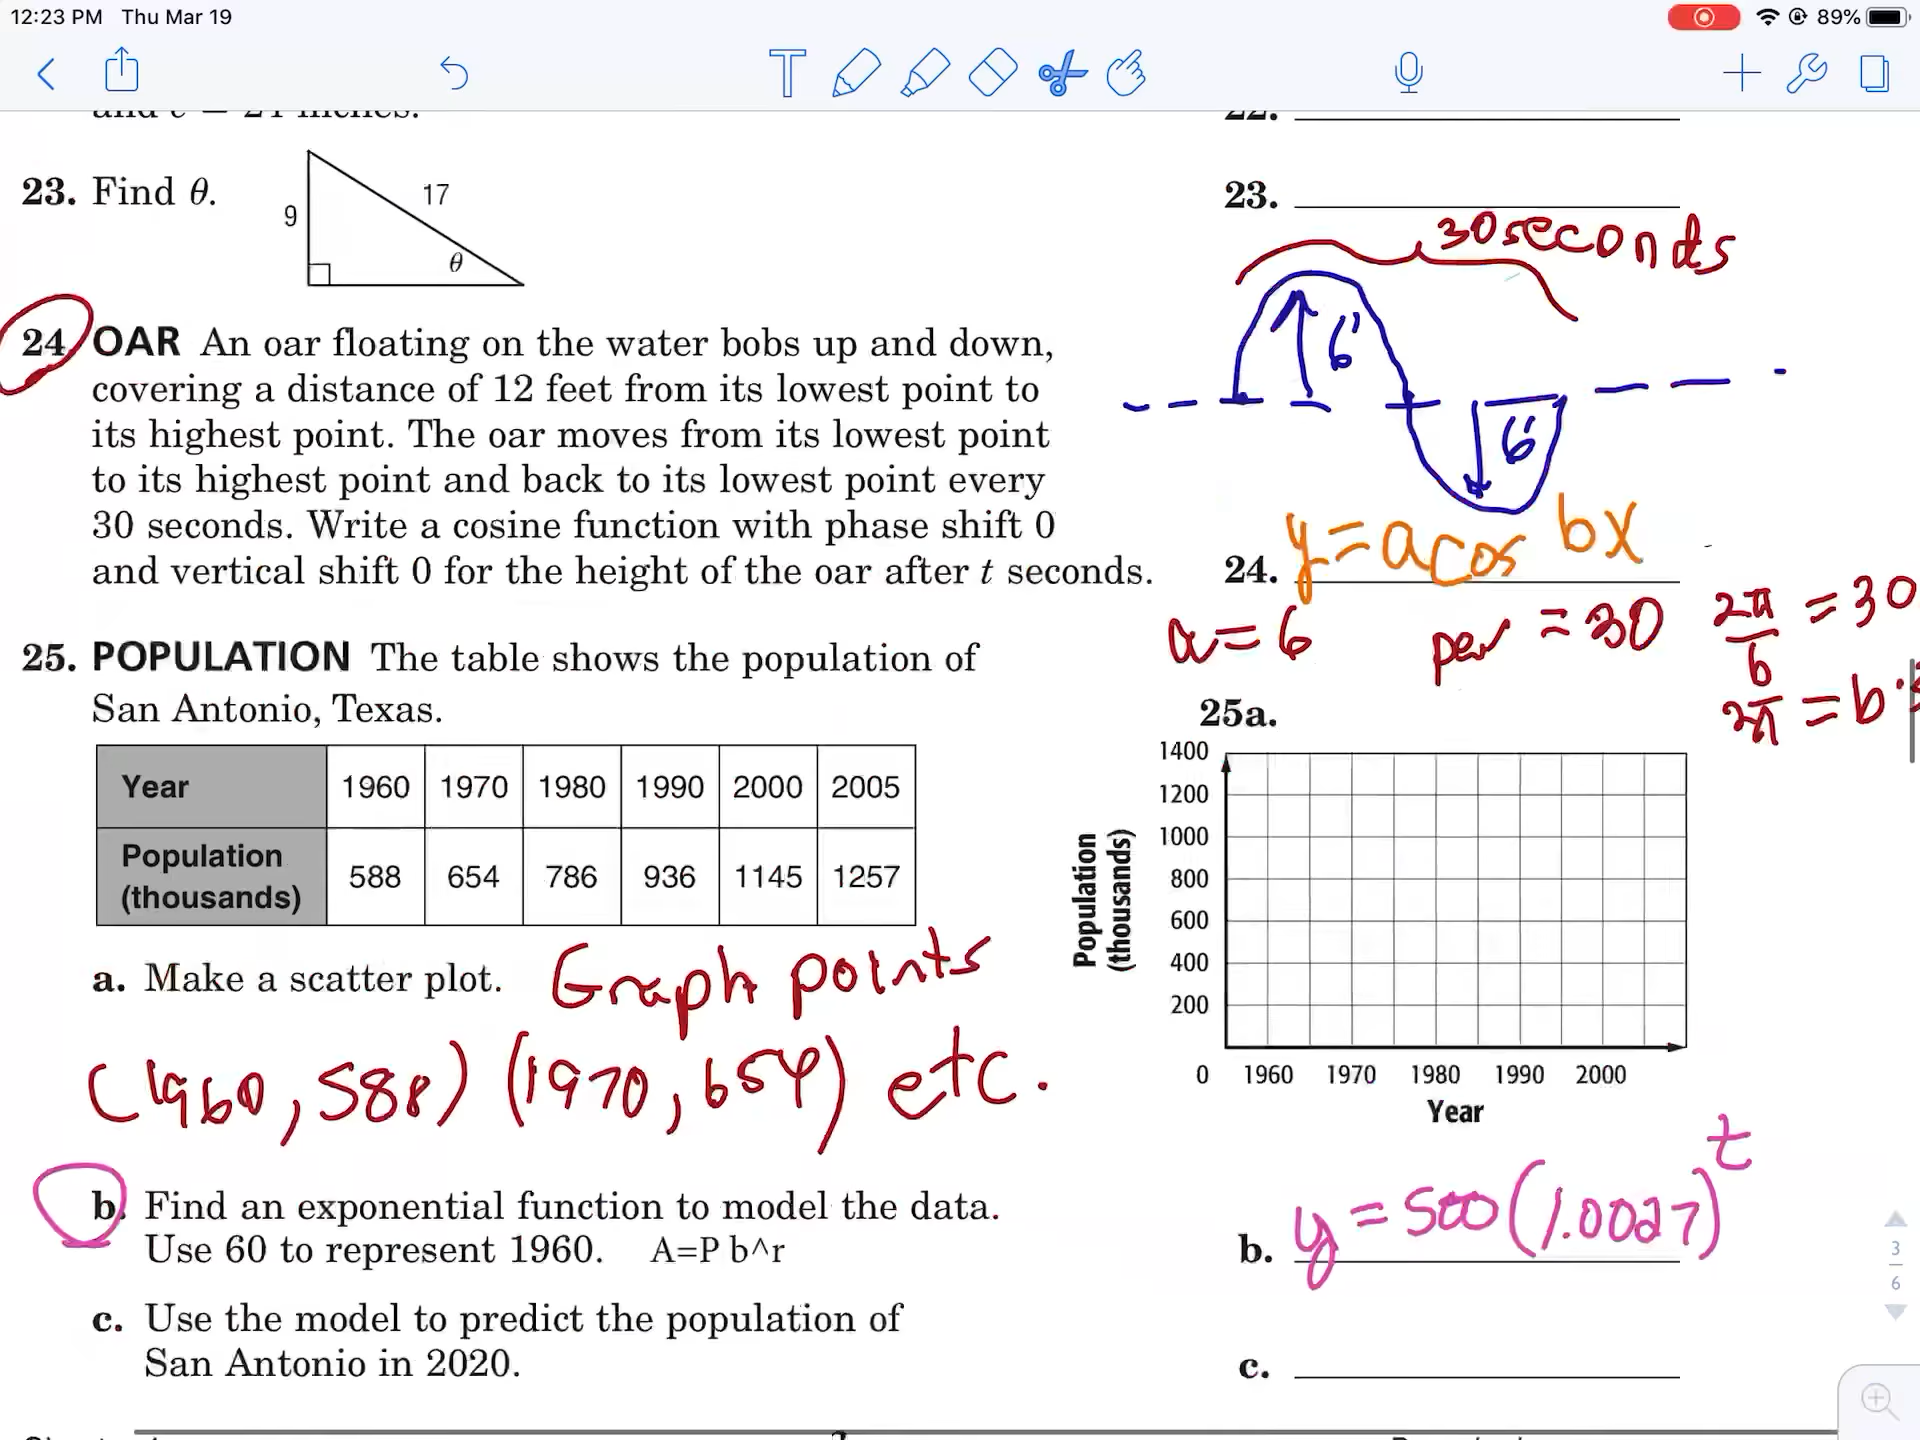 12:23 PM Thu Mar 19
89%
22.
23. Find θ.
9
17
θ
23.
30 seconds
6'
6'
24 OAR An oar floating on the water bobs up and down,
covering a distance of 12 feet from its lowest point to
its highest point. The oar moves from its lowest point
to its highest point and back to its lowest point every
30 seconds. Write a cosine function with phase shift 0
and vertical shift 0 for the height of the oar after t seconds.
24. y = a cos bx
a = 6 per = 30
2π/b = 30
2π = b·
25. POPULATION The table shows the population of
San Antonio, Texas.
Year 1960 1970 1980 1990 2000 2005
Population (thousands) 588 654 786 936 1145 1257
25a.
1400
1200
1000
800
600
400
200
0 1960 1970 1980 1990 2000
Year
Population
(thousands)
a. Make a scatter plot. Graph points
(1960, 588) (1970, 654) etc.
b. Find an exponential function to model the data.
Use 60 to represent 1960. A=P b^r
b. y = 500(1.0027)^t
c. Use the model to predict the population of
San Antonio in 2020.
c.
3
6